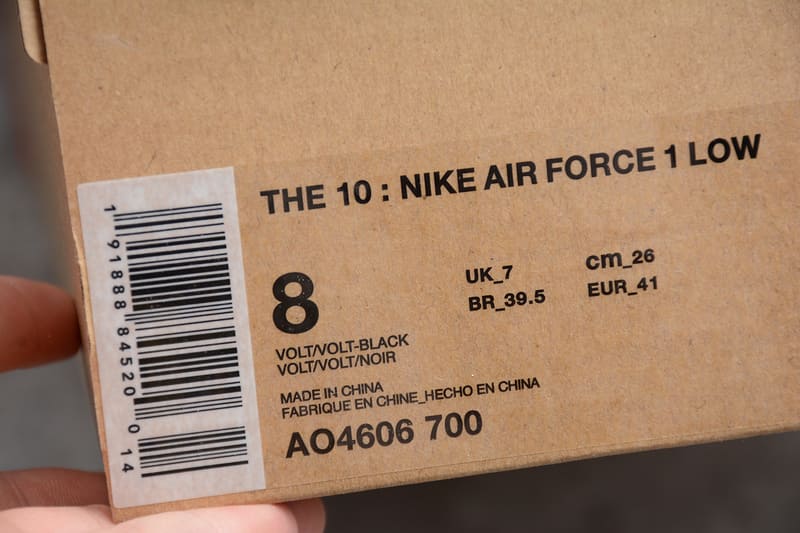 THE 10 : NIKE AIR FORCE 1 LOW
8
UK_7 cm_26
BR_39.5 EUR_41
VOLT/VOLT-BLACK
VOLT/VOLT/NOIR
MADE IN CHINA
FABRIQUE EN CHINE_HECHO EN CHINA
AO4606 700
1 91888 84520 0 14